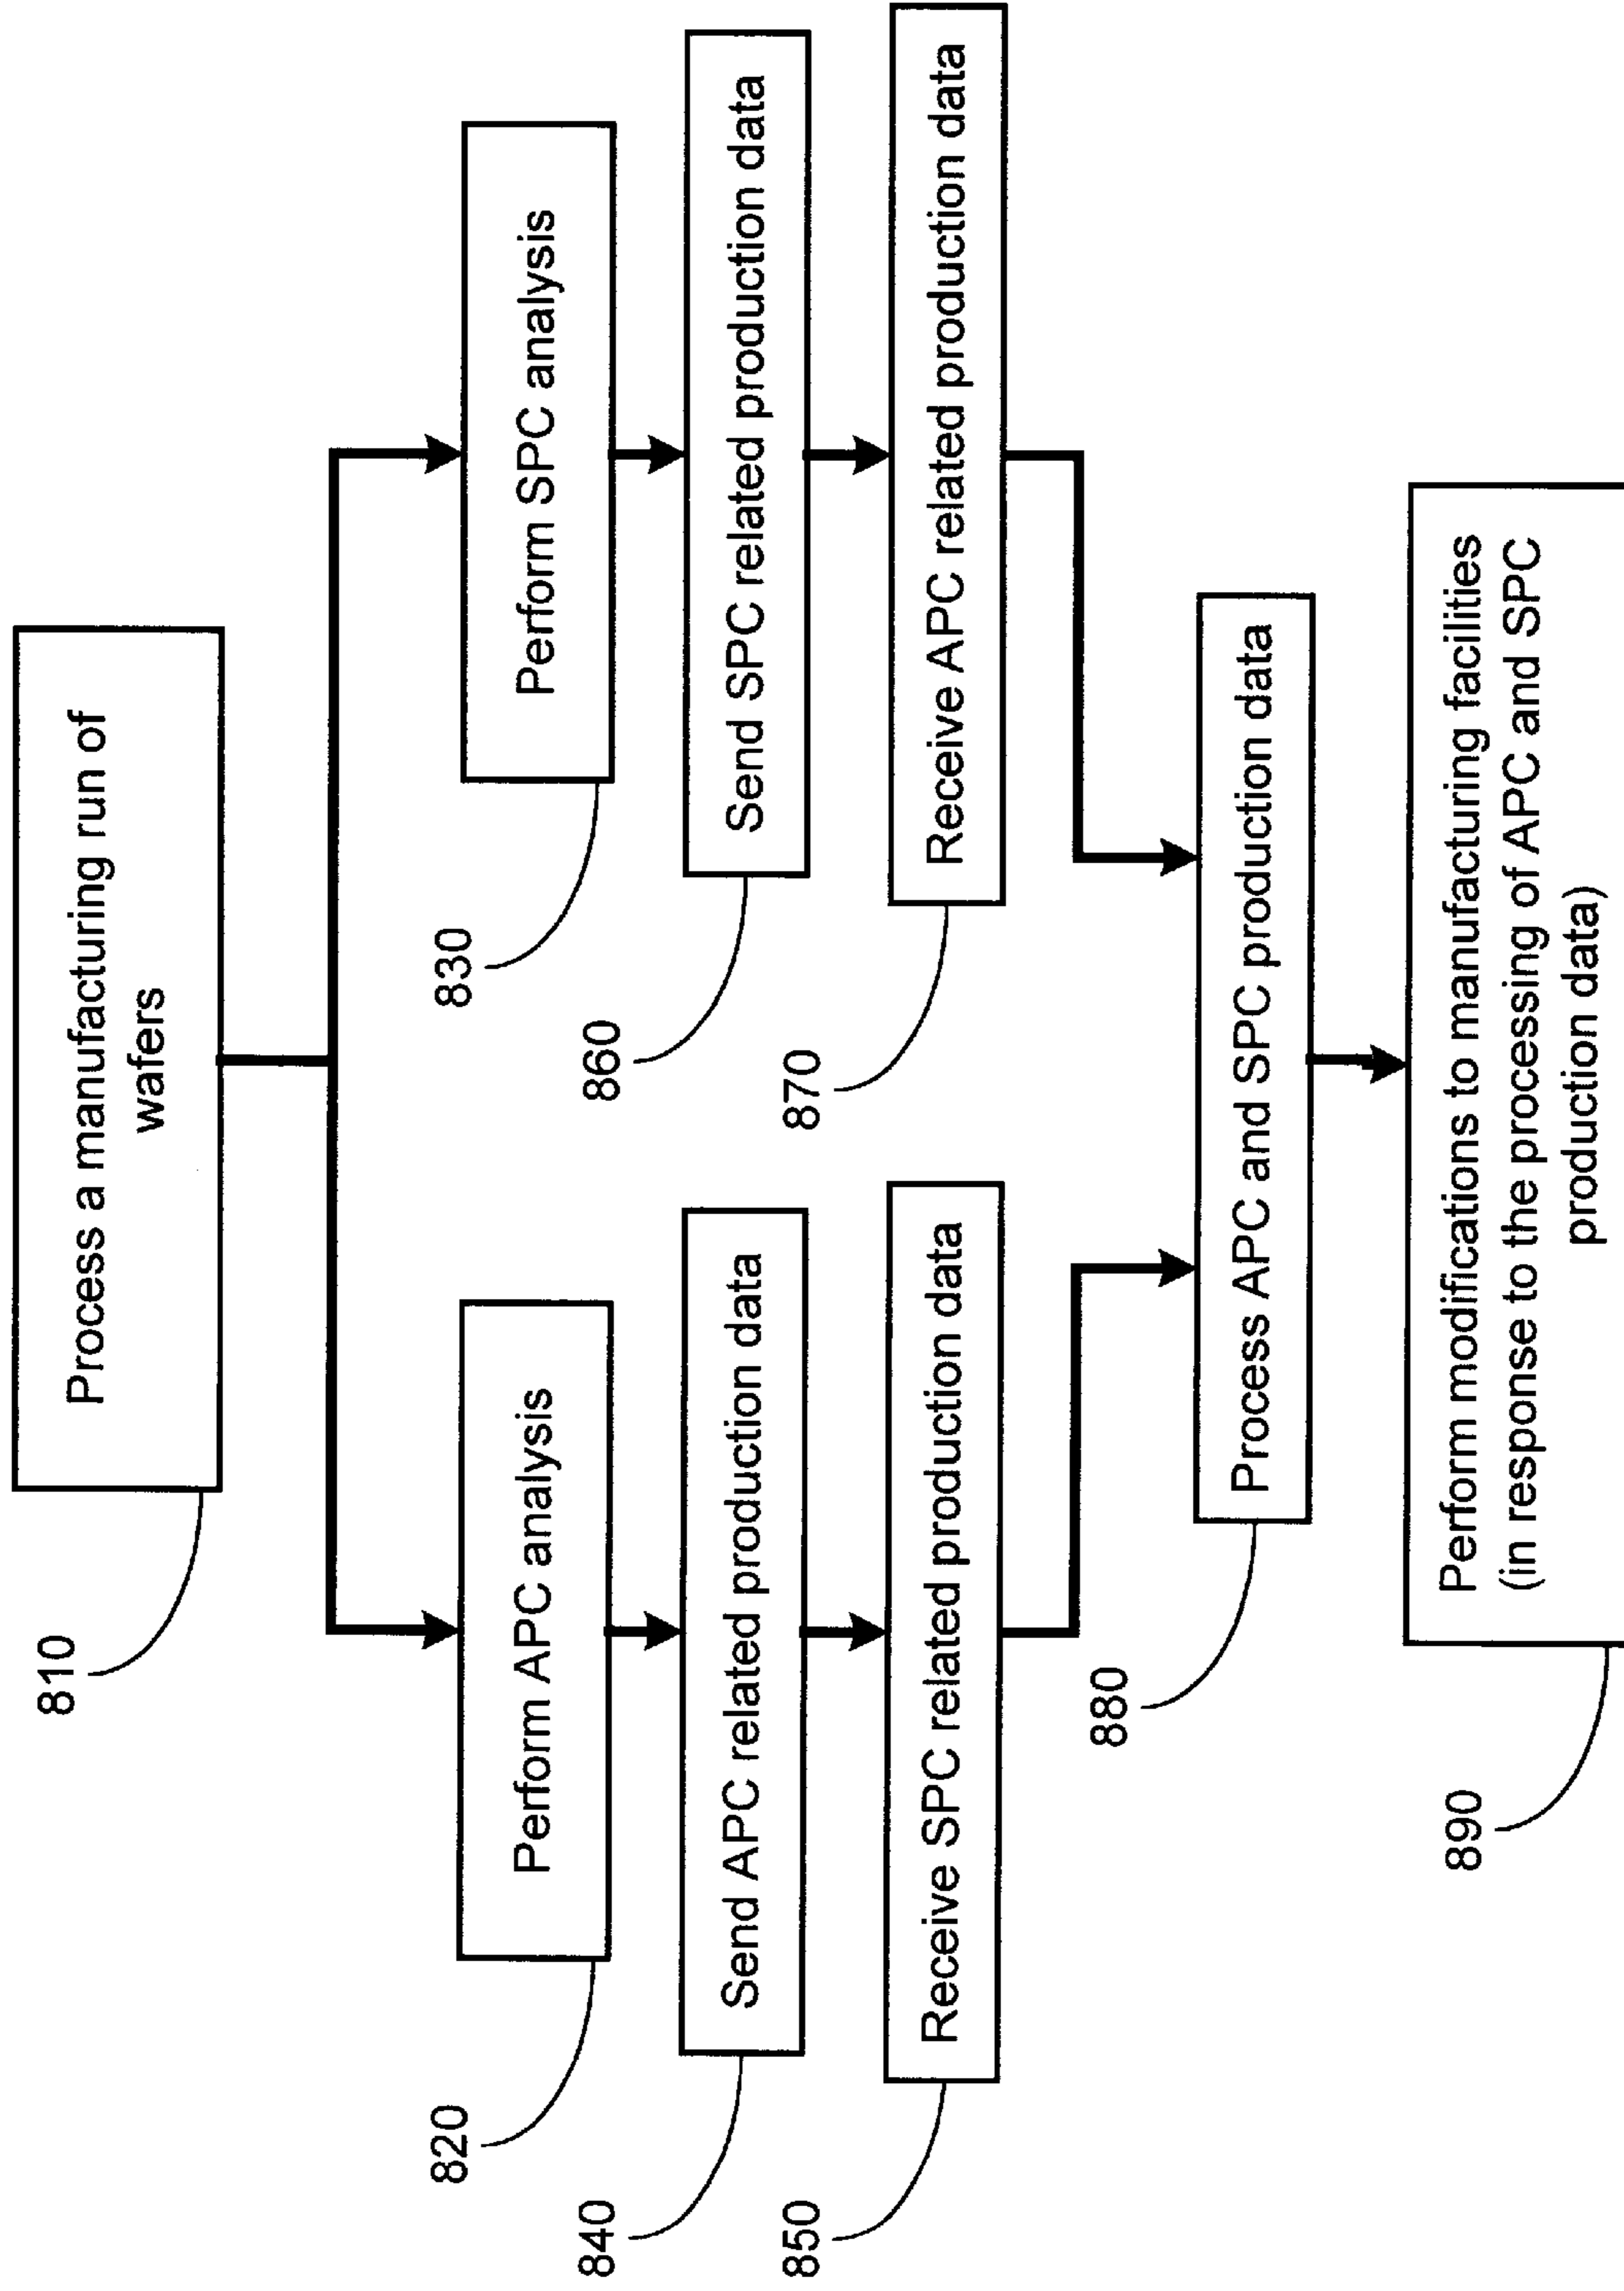 810
Process a manufacturing run of
wafers
820
Perform APC analysis
830
Perform SPC analysis
840
Send APC related production data
860
Send SPC related production data
850
Receive SPC related production data
870
Receive APC related production data
880
Process APC and SPC production data
890
Perform modifications to manufacturing facilities
(in response to the processing of APC and SPC
production data)